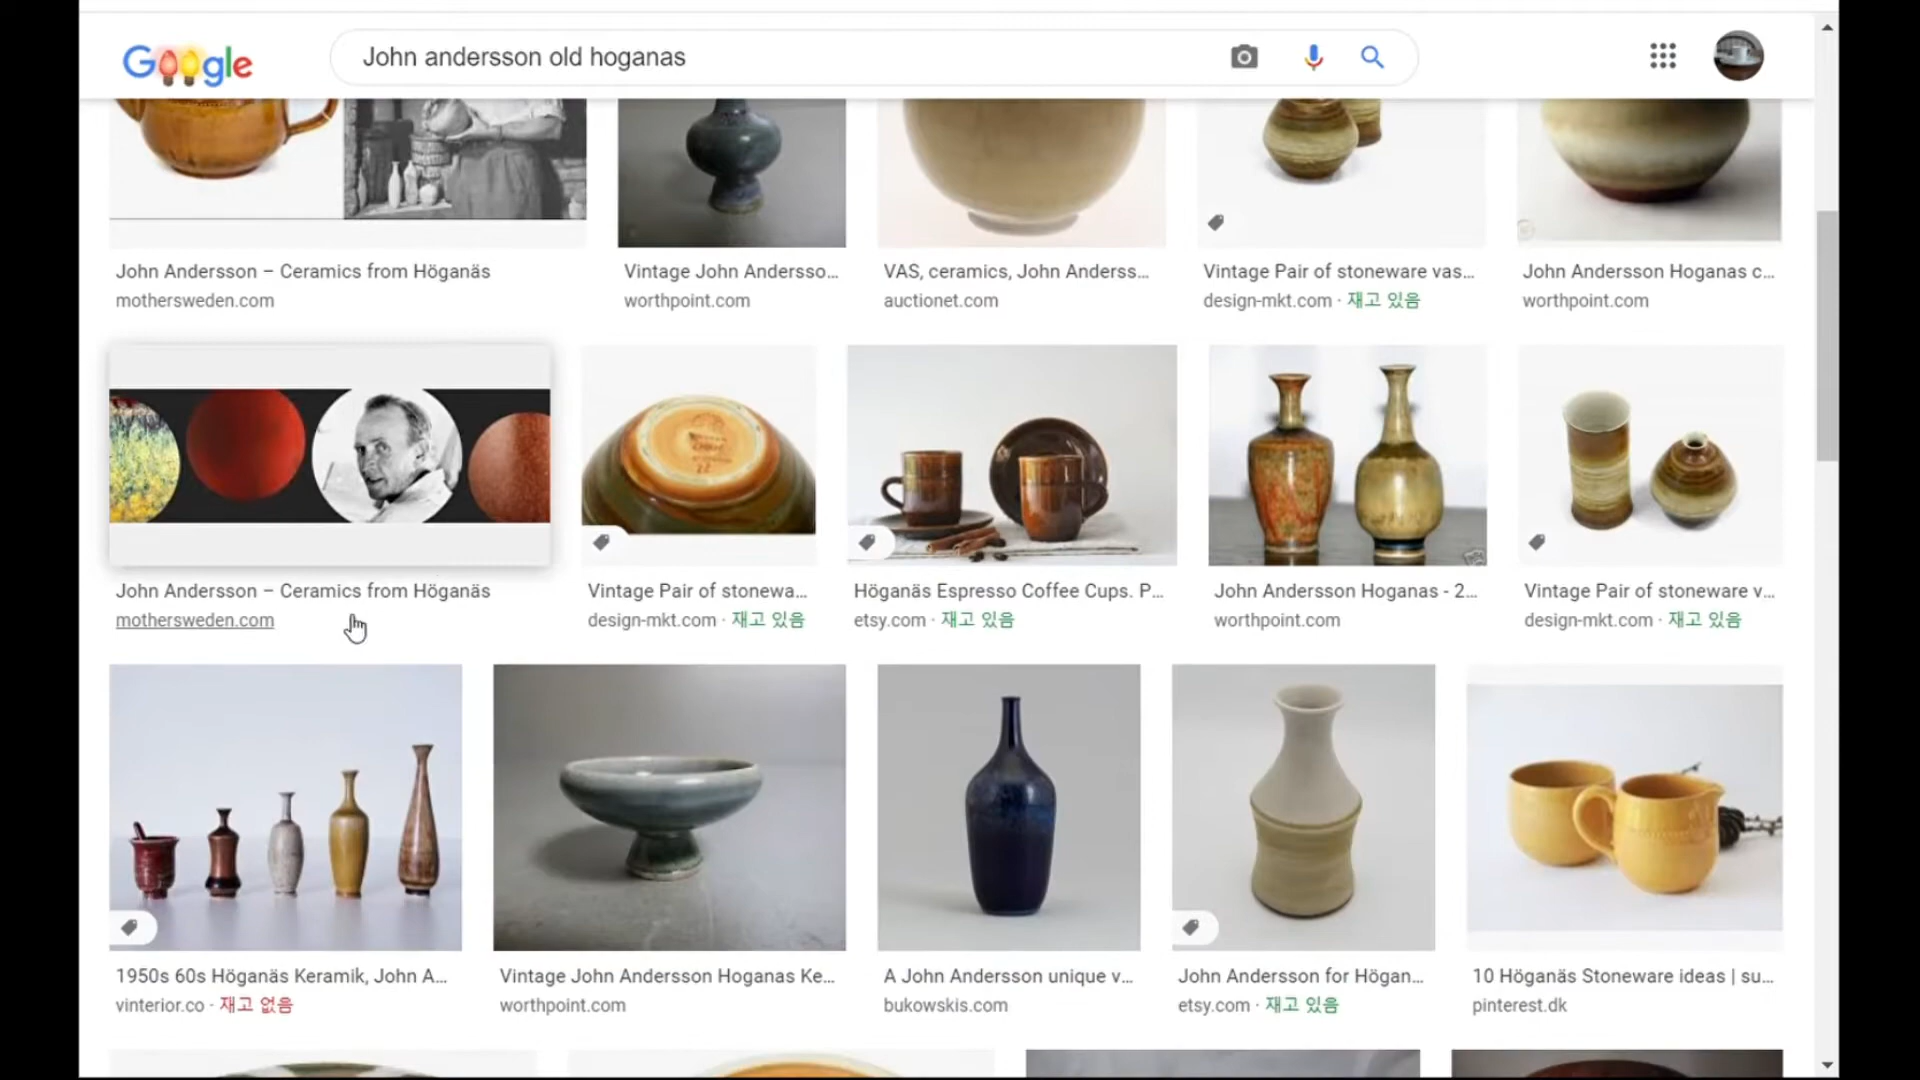 Google
John andersson old hoganas
John Andersson – Ceramics from Höganäs
mothersweden.com
Vintage John Andersso...
worthpoint.com
VAS, ceramics, John Anderss...
auctionet.com
Vintage Pair of stoneware vas...
design-mkt.com · 재고 있음
John Andersson Hoganas c...
worthpoint.com
John Andersson – Ceramics from Höganäs
mothersweden.com
Vintage Pair of stonewa...
design-mkt.com · 재고 있음
Höganäs Espresso Coffee Cups. P...
etsy.com · 재고 있음
John Andersson Hoganas - 2...
worthpoint.com
Vintage Pair of stoneware v...
design-mkt.com · 재고 있음
1950s 60s Höganäs Keramik, John A...
vinterior.co · 재고 없음
Vintage John Andersson Hoganas Ke...
worthpoint.com
A John Andersson unique v...
bukowskis.com
John Andersson for Högan...
etsy.com · 재고 있음
10 Höganäs Stoneware ideas | su...
pinterest.dk